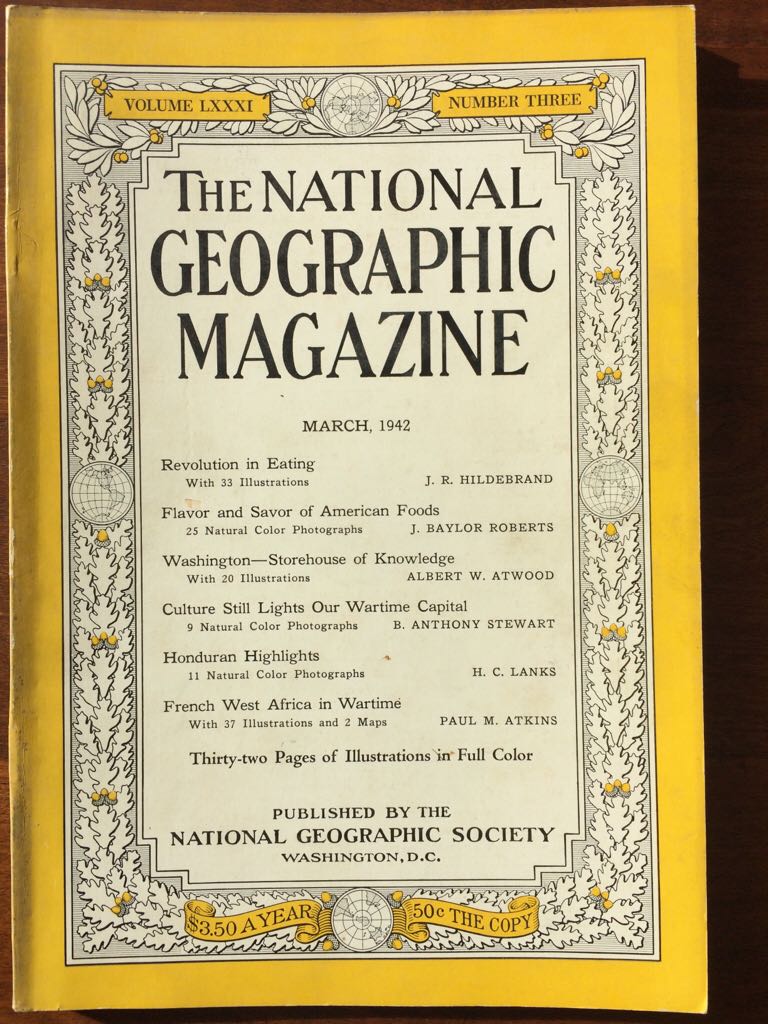 VOLUME LXXXI
NUMBER THREE
THE NATIONAL
GEOGRAPHIC
MAGAZINE
MARCH, 1942
Revolution in Eating
With 33 Illustrations J. R. HILDEBRAND
Flavor and Savor of American Foods
25 Natural Color Photographs J. BAYLOR ROBERTS
Washington—Storehouse of Knowledge
With 20 Illustrations ALBERT W. ATWOOD
Culture Still Lights Our Wartime Capital
9 Natural Color Photographs B. ANTHONY STEWART
Honduran Highlights
11 Natural Color Photographs H. C. LANKS
French West Africa in Wartime
With 37 Illustrations and 2 Maps PAUL M. ATKINS
Thirty-two Pages of Illustrations in Full Color
PUBLISHED BY THE
NATIONAL GEOGRAPHIC SOCIETY
WASHINGTON, D.C.
$3.50 A YEAR
50c THE COPY